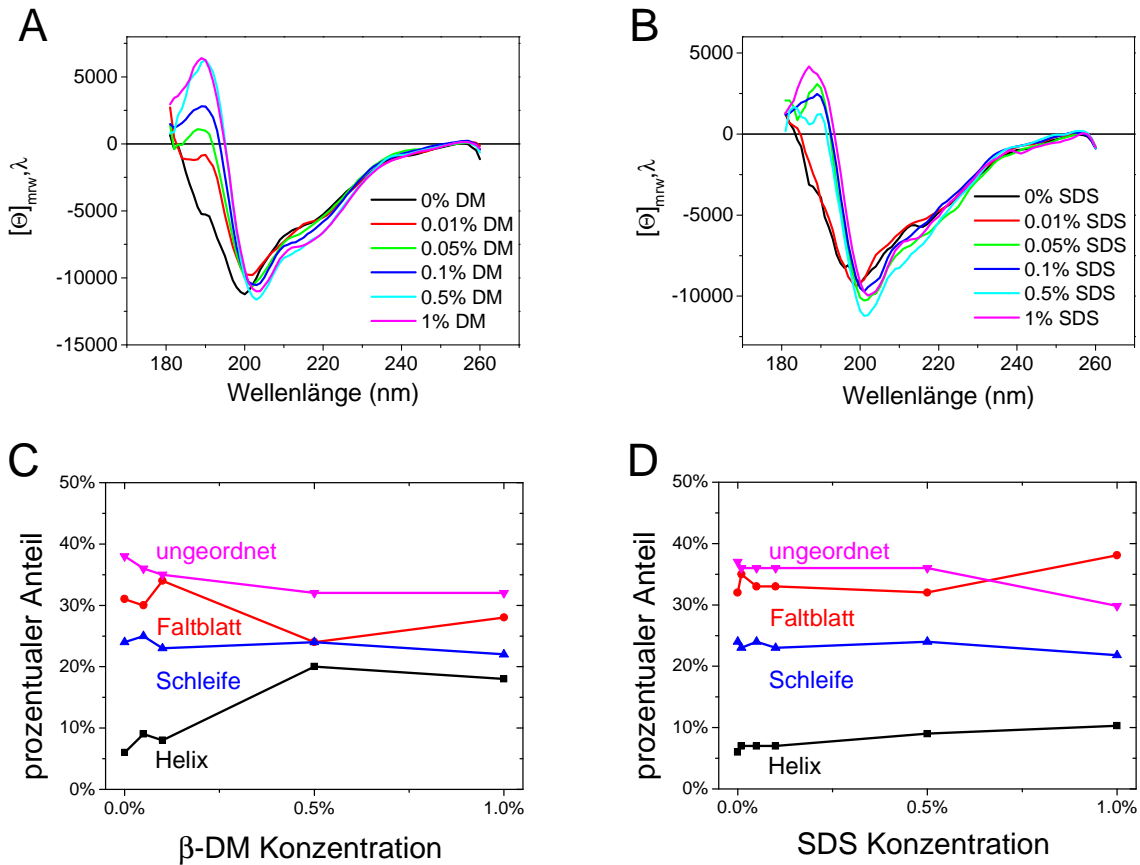 A
[Θ]mrw,λ
5000
0
-5000
-10000
-15000
180
200
220
240
260
Wellenlänge (nm)
0% DM
0.01% DM
0.05% DM
0.1% DM
0.5% DM
1% DM
B
[Θ]mrw,λ
5000
0
-5000
-10000
180
200
220
240
260
Wellenlänge (nm)
0% SDS
0.01% SDS
0.05% SDS
0.1% SDS
0.5% SDS
1% SDS
C
prozentualer Anteil
50%
40%
30%
20%
10%
0%
ungeordnet
Faltblatt
Schleife
Helix
0.0%
0.5%
1.0%
β-DM Konzentration
D
prozentualer Anteil
50%
40%
30%
20%
10%
0%
ungeordnet
Faltblatt
Schleife
Helix
0.0%
0.5%
1.0%
SDS Konzentration